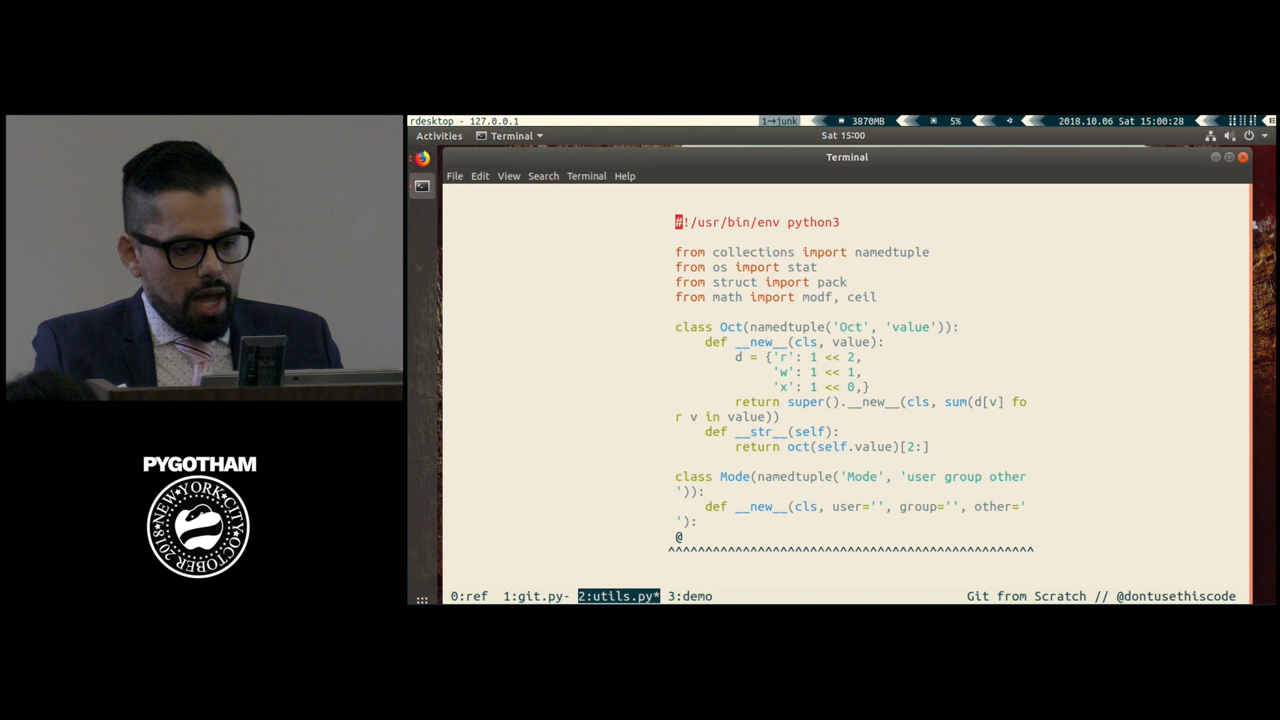 rdesktop - 127.0.0.1
1→junk
3870MB
5%
2018.10.06 Sat 15:00:28
Activities
Terminal
Sat 15:00
Terminal
File Edit View Search Terminal Help
#!/usr/bin/env python3
from collections import namedtuple
from os import stat
from struct import pack
from math import modf, ceil
class Oct(namedtuple('Oct', 'value')):
def __new__(cls, value):
d = {'r': 1 << 2,
'w': 1 << 1,
'x': 1 << 0,}
return super().__new__(cls, sum(d[v] fo
r v in value))
def __str__(self):
return oct(self.value)[2:]
class Mode(namedtuple('Mode', 'user group other
')):
def __new__(cls, user='', group='', other='
'):
@
^^^^^^^^^^^^^^^^^^^^^^^^^^^^^^^^^^^^^^^^^^^^^^^^^
0:ref 1:git.py- 2:utils.py* 3:demo
Git from Scratch // @dontusethiscode
PYGOTHAM
NEW YORK CITY
OCTOBER 2018